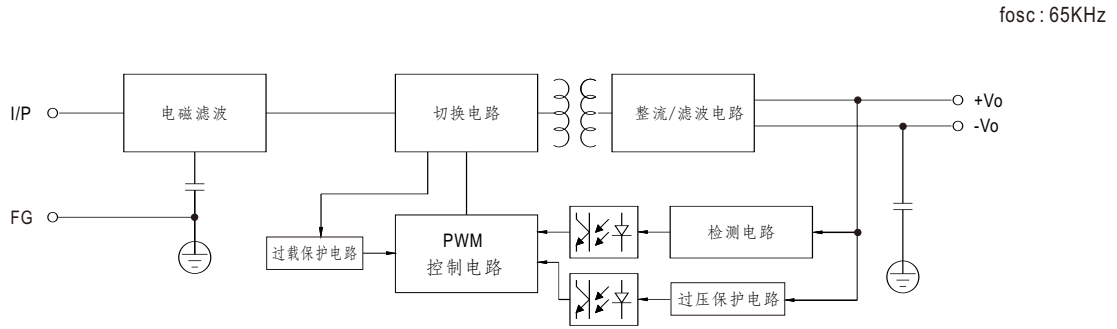 fosc : 65KHz
I/P
电磁滤波
切换电路
整流/滤波电路
+Vo
-Vo
FG
过载保护电路
PWM
控制电路
检测电路
过压保护电路